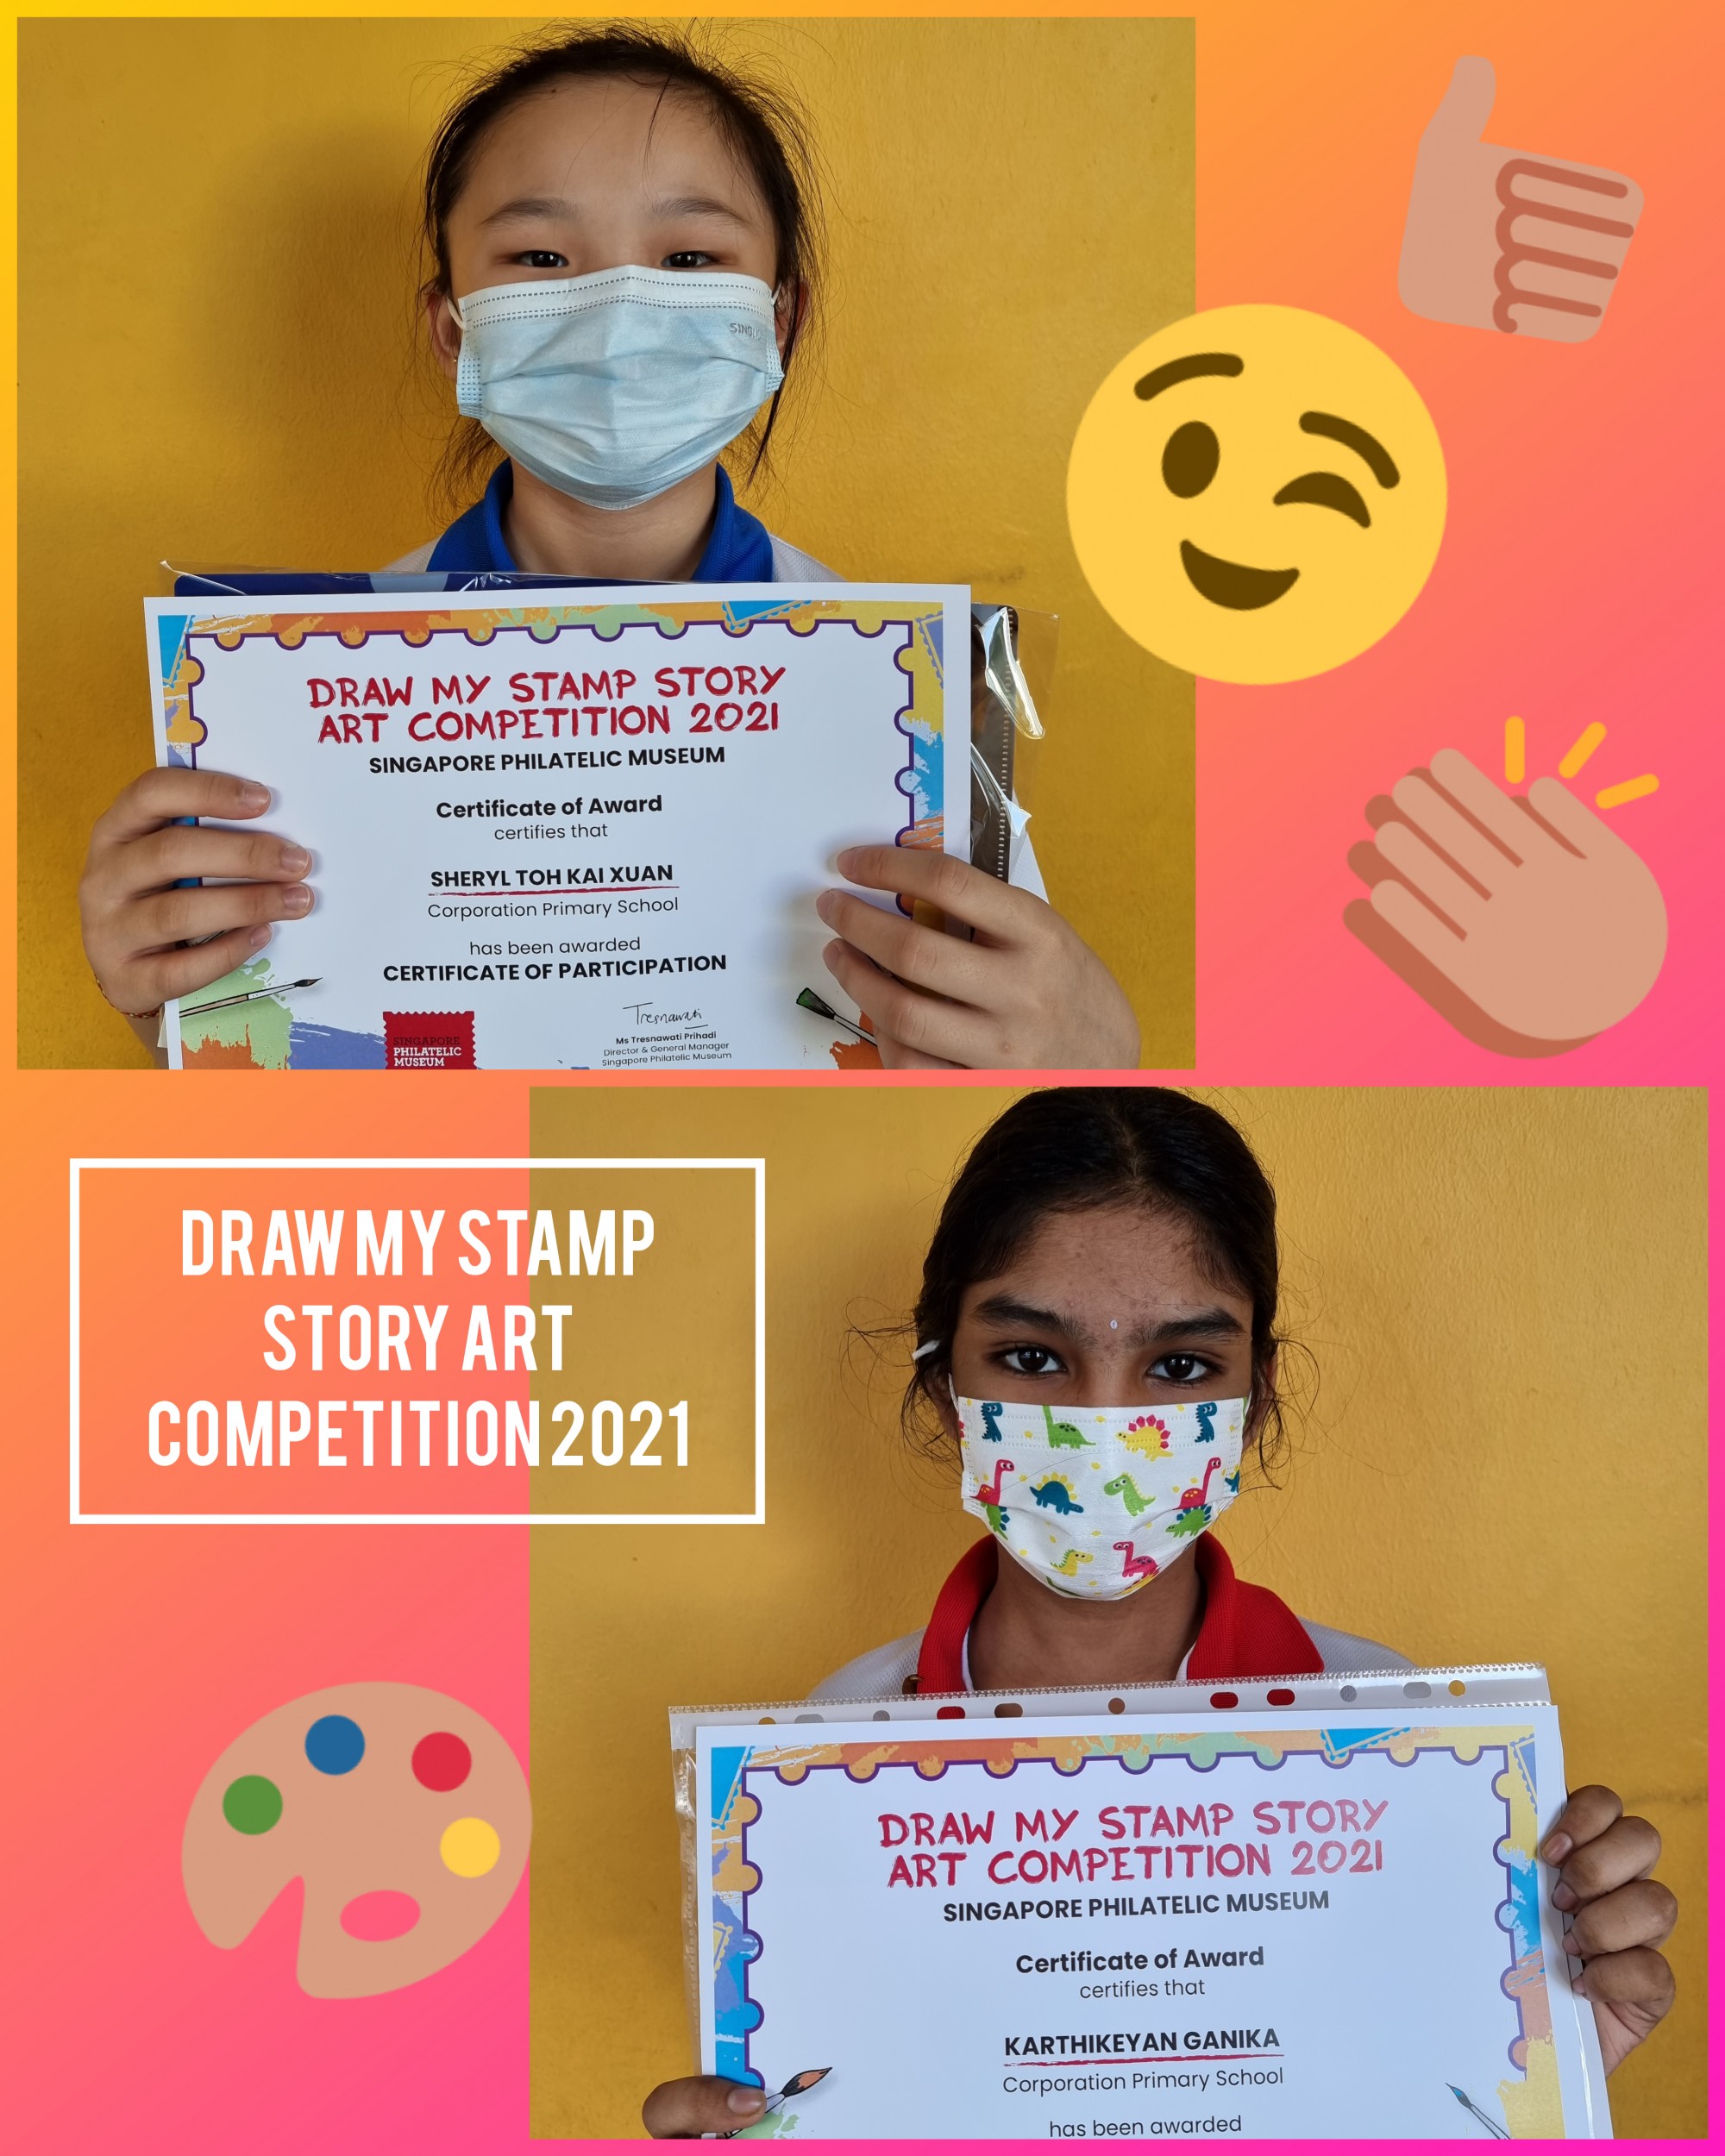 SINGL
DRAW MY STAMP STORY
ART COMPETITION 2021
SINGAPORE PHILATELIC MUSEUM
Certificate of Award
certifies that
SHERYL TOH KAI XUAN
Corporation Primary School
has been awarded
CERTIFICATE OF PARTICIPATION
SINGAPORE
PHILATELIC
MUSEUM
Tresnawati
Ms Tresnawati Prihadi
Director & General Manager
Singapore Philatelic Museum
DRAW MY STAMP
STORY ART
COMPETITION 2021
DRAW MY STAMP STORY
ART COMPETITION 2021
SINGAPORE PHILATELIC MUSEUM
Certificate of Award
certifies that
KARTHIKEYAN GANIKA
Corporation Primary School
has been awarded